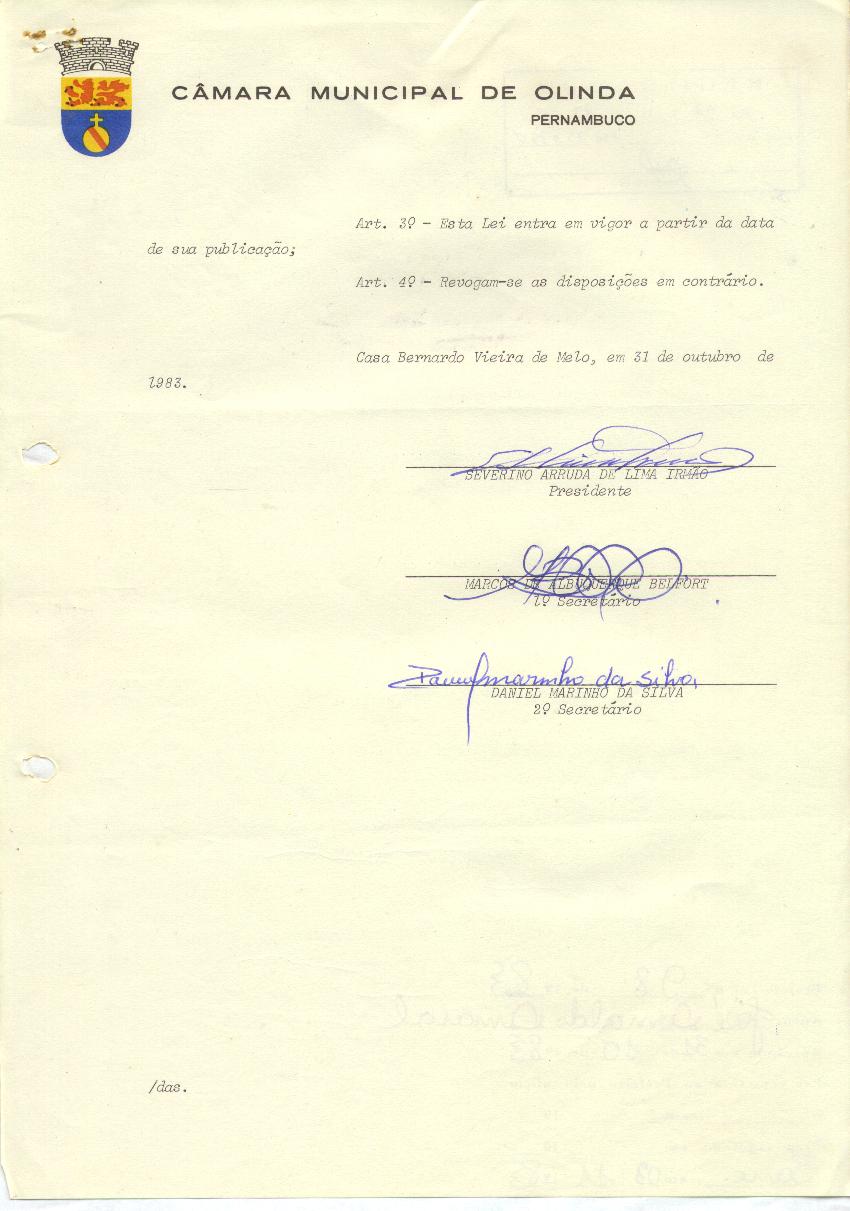 CÂMARA MUNICIPAL DE OLINDA
PERNAMBUCO
Art. 3º - Esta Lei entra em vigor a partir da data
de sua publicação;
Art. 4º - Revogam-se as disposições em contrário.
Casa Bernardo Vieira de Melo, em 31 de outubro de
1983.
SEVERINO ARRUDA DE LIMA IRMÃO
Presidente
MARCOS DE ALBUQUERQUE BELFORT
1º Secretário
Daniel marinho da silva
DANIEL MARINHO DA SILVA
2º Secretário
/das.